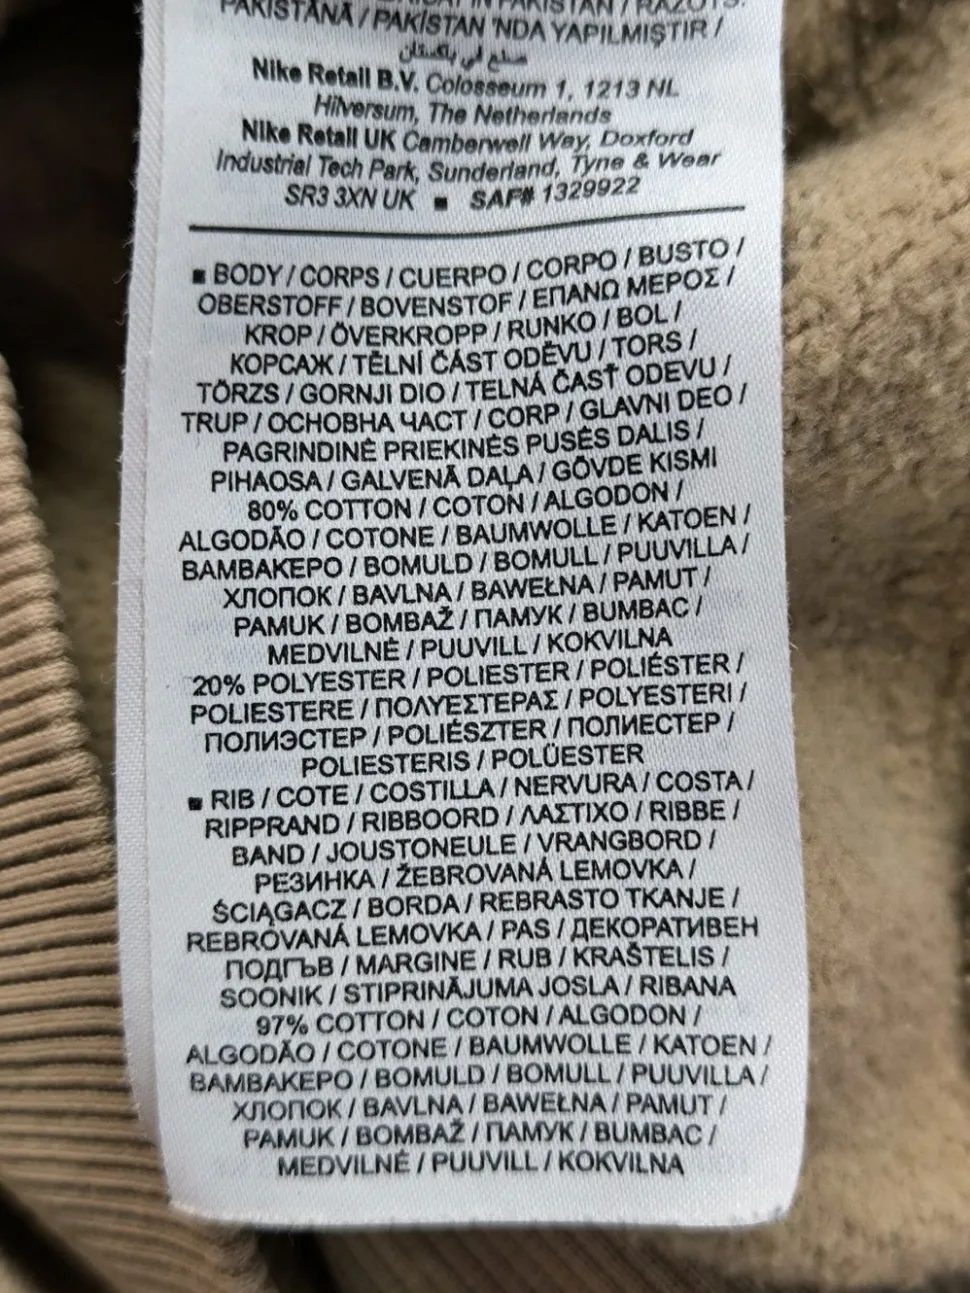 PAKISTĀNĀ / PAKİSTAN 'NDA YAPILMIŞTIR /
صنع في باكستان
Nike Retail B.V. Colosseum 1, 1213 NL
Hilversum, The Netherlands
Nike Retail UK Camberwell Way, Doxford
Industrial Tech Park, Sunderland, Tyne & Wear
SR3 3XN UK ■ SAF# 1329922
■ BODY / CORPS / CUERPO / CORPO / BUSTO /
OBERSTOFF / BOVENSTOF / ΕΠΑΝΩ ΜΕΡΟΣ /
KROP / ÖVERKROPP / RUNKO / BOL /
КОРСАЖ / TĚLNÍ ČÁST ODĚVU / TORS /
TÖRZS / GORNJI DIO / TELNÁ ČASŤ ODEVU /
TRUP / ОСНОВНА ЧАСТ / CORP / GLAVNI DEO /
PAGRINDINĖ PRIEKINĖS PUSĖS DALIS /
PIHAOSA / GALVENĀ DAĻA / GÖVDE KISMI
80% COTTON / COTON / ALGODON /
ALGODÃO / COTONE / BAUMWOLLE / KATOEN /
ΒΑΜΒΑΚΕΡΟ / BOMULD / BOMULL / PUUVILLA /
ХЛОПОК / BAVLNA / BAWEŁNA / PAMUT /
PAMUK / BOMBAŽ / ПАМУК / BUMBAC /
MEDVILNĖ / PUUVILL / KOKVILNA
20% POLYESTER / POLIESTER / POLIÉSTER /
POLIESTERE / ΠΟΛΥΕΣΤΕΡΑΣ / POLYESTERI /
ПОЛИЭСТЕР / POLIÉSZTER / ПОЛИЕСТЕР /
POLIESTERIS / POLÜESTER
■ RIB / COTE / COSTILLA / NERVURA / COSTA /
RIPPRAND / RIBBOORD / ΛΑΣΤΙΧΟ / RIBBE /
BAND / JOUSTONEULE / VRANGBORD /
РЕЗИНКА / ŽEBROVANÁ LEMOVKA /
ŚCIĄGACZ / BORDA / REBRASTO TKANJE /
REBROVANÁ LEMOVKA / PAS / ДЕКОРАТИВЕН
ПОДГЪВ / MARGINE / RUB / KRAŠTELIS /
SOONIK / STIPRINĀJUMA JOSLA / RIBANA
97% COTTON / COTON / ALGODON /
ALGODÃO / COTONE / BAUMWOLLE / KATOEN /
ΒΑΜΒΑΚΕΡΟ / BOMULD / BOMULL / PUUVILLA /
ХЛОПОК / BAVLNA / BAWEŁNA / PAMUT /
PAMUK / BOMBAŽ / ПАМУК / BUMBAC /
MEDVILNĖ / PUUVILL / KOKVILNA